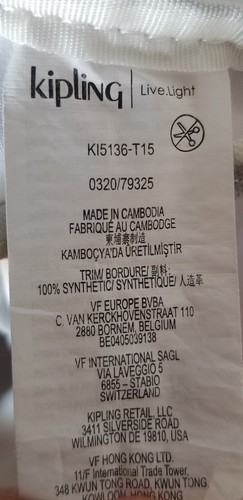 kipling | Live.Light
KI5136-T15
0320/79325
MADE IN CAMBODIA
FABRIQUÉ AU CAMBODGE
柬埔寨制造
KAMBOÇYA'DA ÜRETİLMİŞTİR
TRIM/ BORDURE/ 副料:
100% SYNTHETIC/ SYNTHÉTIQUE/ 人造革
VF EUROPE BVBA
C. VAN KERCKHOVENSTRAAT 110
2880 BORNEM, BELGIUM
BE0405039138
VF INTERNATIONAL SAGL
VIA LAVEGGIO 5
6855 – STABIO
SWITZERLAND
KIPLING RETAIL, LLC
3411 SILVERSIDE ROAD
WILMINGTON DE 19810, USA
VF HONG KONG LTD.
11/F International Trade Tower,
348 KWUN TONG ROAD, KWUN TONG,
KOWLOON, HONG KONG